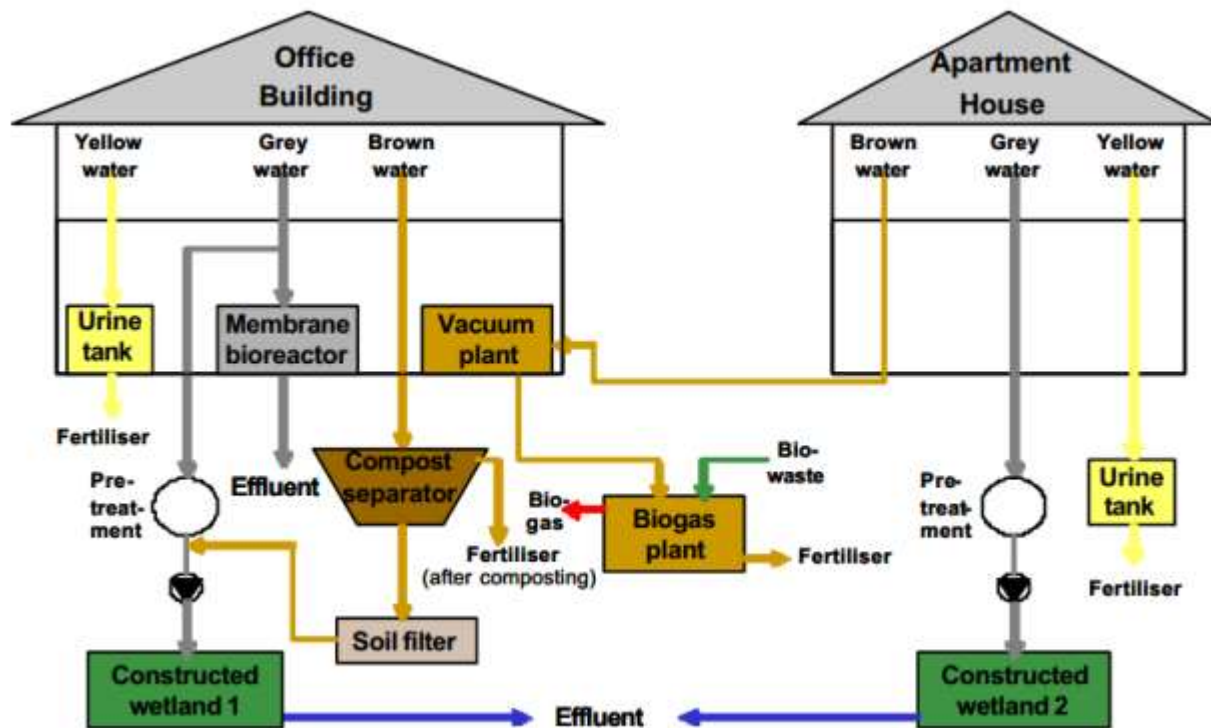 Office
Building
Apartment
House
Yellow
water
Grey
water
Brown
water
Brown
water
Grey
water
Yellow
water
Urine
tank
Membrane
bioreactor
Vacuum
plant
Fertiliser
Effluent
Compost
separator
Bio-
waste
Pre-
treat-
ment
Bio-
gas
Biogas
plant
Pre-
treat-
ment
Urine
tank
Fertiliser
(after composting)
Fertiliser
Fertiliser
Soil filter
Constructed
wetland 1
Effluent
Constructed
wetland 2